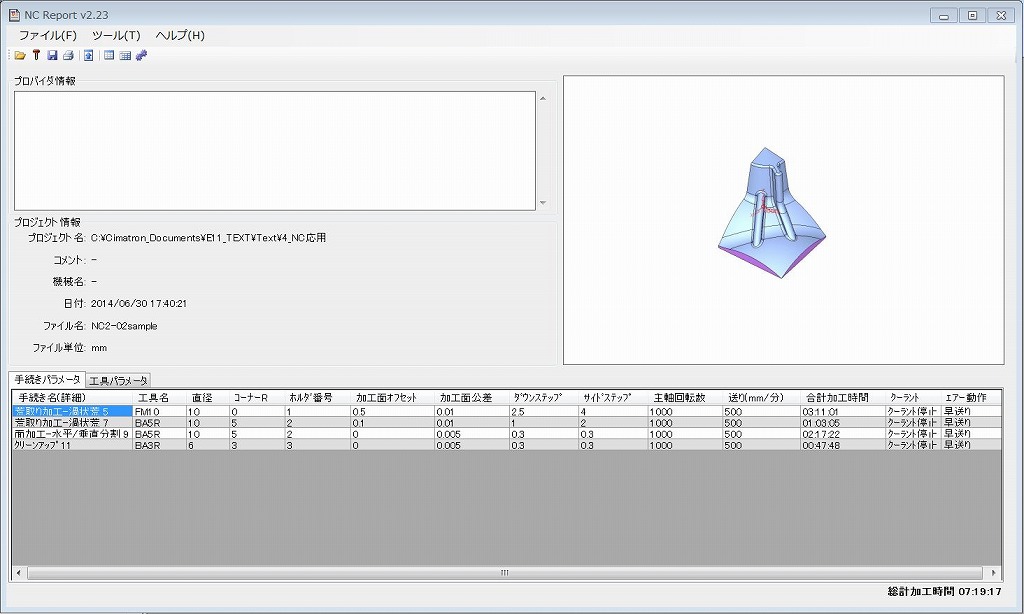 NC Report v2.23
ファイル(F) ツール(T) ヘルプ(H)
プロバイダ情報
プロジェクト情報
プロジェクト名: C:¥Cimatron_Documents¥E11_TEXT¥Text¥4_NC応用
コメント: -
機械名: -
日付: 2014/06/30 17:40:21
ファイル名: NC2-02sample
ファイル単位: mm
手続きパラメータ 工具パラメータ
手続き名(詳細) 工具名 直径 コーナーR ホルダ番号 加工面オフセット 加工面公差 ダウンステップ サイドステップ 主軸回転数 送り(mm/分) 合計加工時間 クーラント エアー動作
荒取り加工-渦状荒 5 FM10 10 0 1 0.5 0.01 2.5 4 1000 500 03:11:01 クーラント停止 早送り
荒取り加工-渦状荒 7 BA5R 10 5 2 0.1 0.01 1 2 1000 500 01:03:05 クーラント停止 早送り
面加工-水平/垂直分割 9 BA5R 10 5 2 0 0.005 0.3 0.3 1000 500 02:17:22 クーラント停止 早送り
クリーンアップ 11 BA3R 6 3 3 0 0.005 0.3 0.3 1000 500 00:47:48 クーラント停止 早送り
総計加工時間 07:19:17